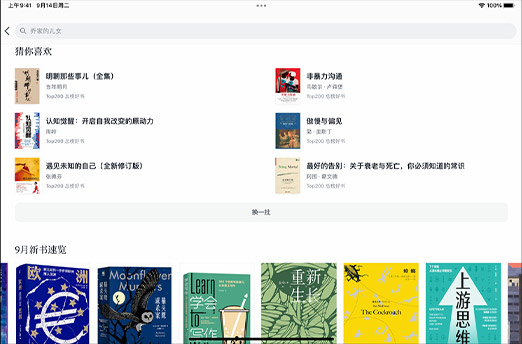 上午9:41 9月14日周二
100%
外家的儿女
猜你喜欢
明朝那些事儿(全集)
当年明月
Top200 总榜好书
非暴力沟通
马歇尔·卢森堡
Top200 总榜好书
认知觉醒:开启自我改变的原动力
周岭
Top200 总榜好书
傲慢与偏见
简·奥斯丁
Top200 总榜好书
遇见未知的自己(全新修订版)
张德芬
Top200 总榜好书
最好的告别:关于衰老与死亡,你必须知道的常识
阿图·葛文德
Top200 总榜好书
换一批
9月新书速览
欧洲
Moonflower Murders
猫头鹰谋杀案
Learn to
学会写作
重新生长
蟑螂
The Cockroach
上游思维